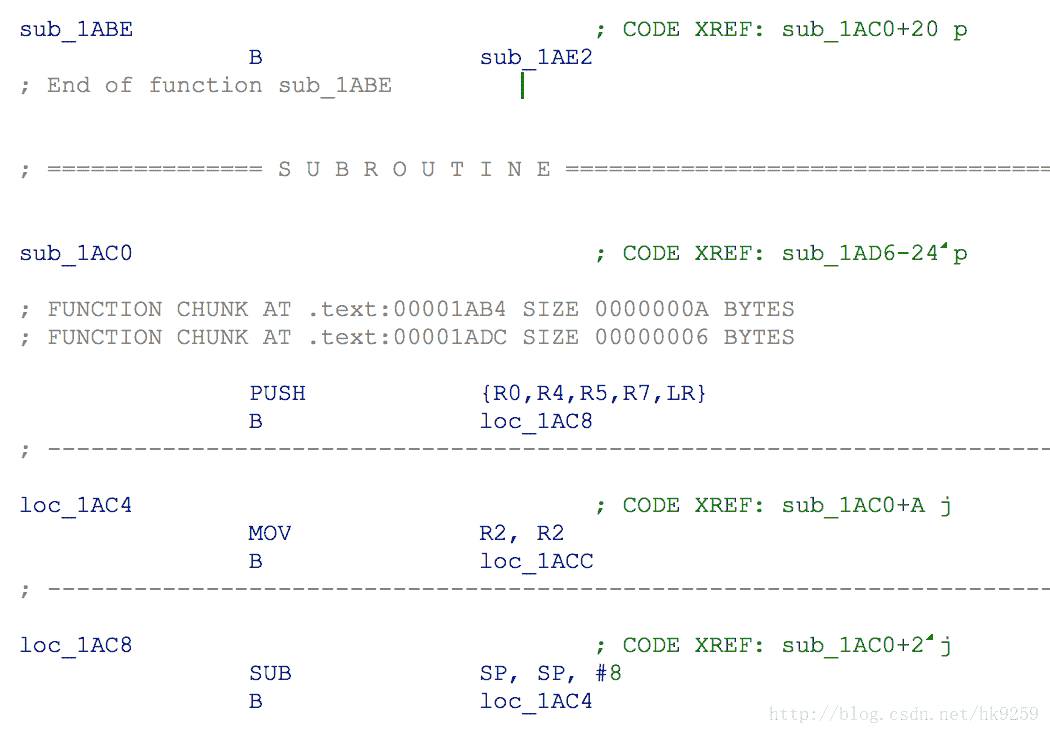 sub_1ABE ; CODE XREF: sub_1AC0+20 p
B sub_1AE2
; End of function sub_1ABE
; =============== S U B R O U T I N E ==================================
sub_1AC0 ; CODE XREF: sub_1AD6-24 p
; FUNCTION CHUNK AT .text:00001AB4 SIZE 0000000A BYTES
; FUNCTION CHUNK AT .text:00001ADC SIZE 00000006 BYTES
PUSH {R0,R4,R5,R7,LR}
B loc_1AC8
; ----------------------------------------------------------------------
loc_1AC4 ; CODE XREF: sub_1AC0+A j
MOV R2, R2
B loc_1ACC
; ----------------------------------------------------------------------
loc_1AC8 ; CODE XREF: sub_1AC0+2 j
SUB SP, SP, #8
B loc_1AC4
http://blog.csdn.net/hk9259